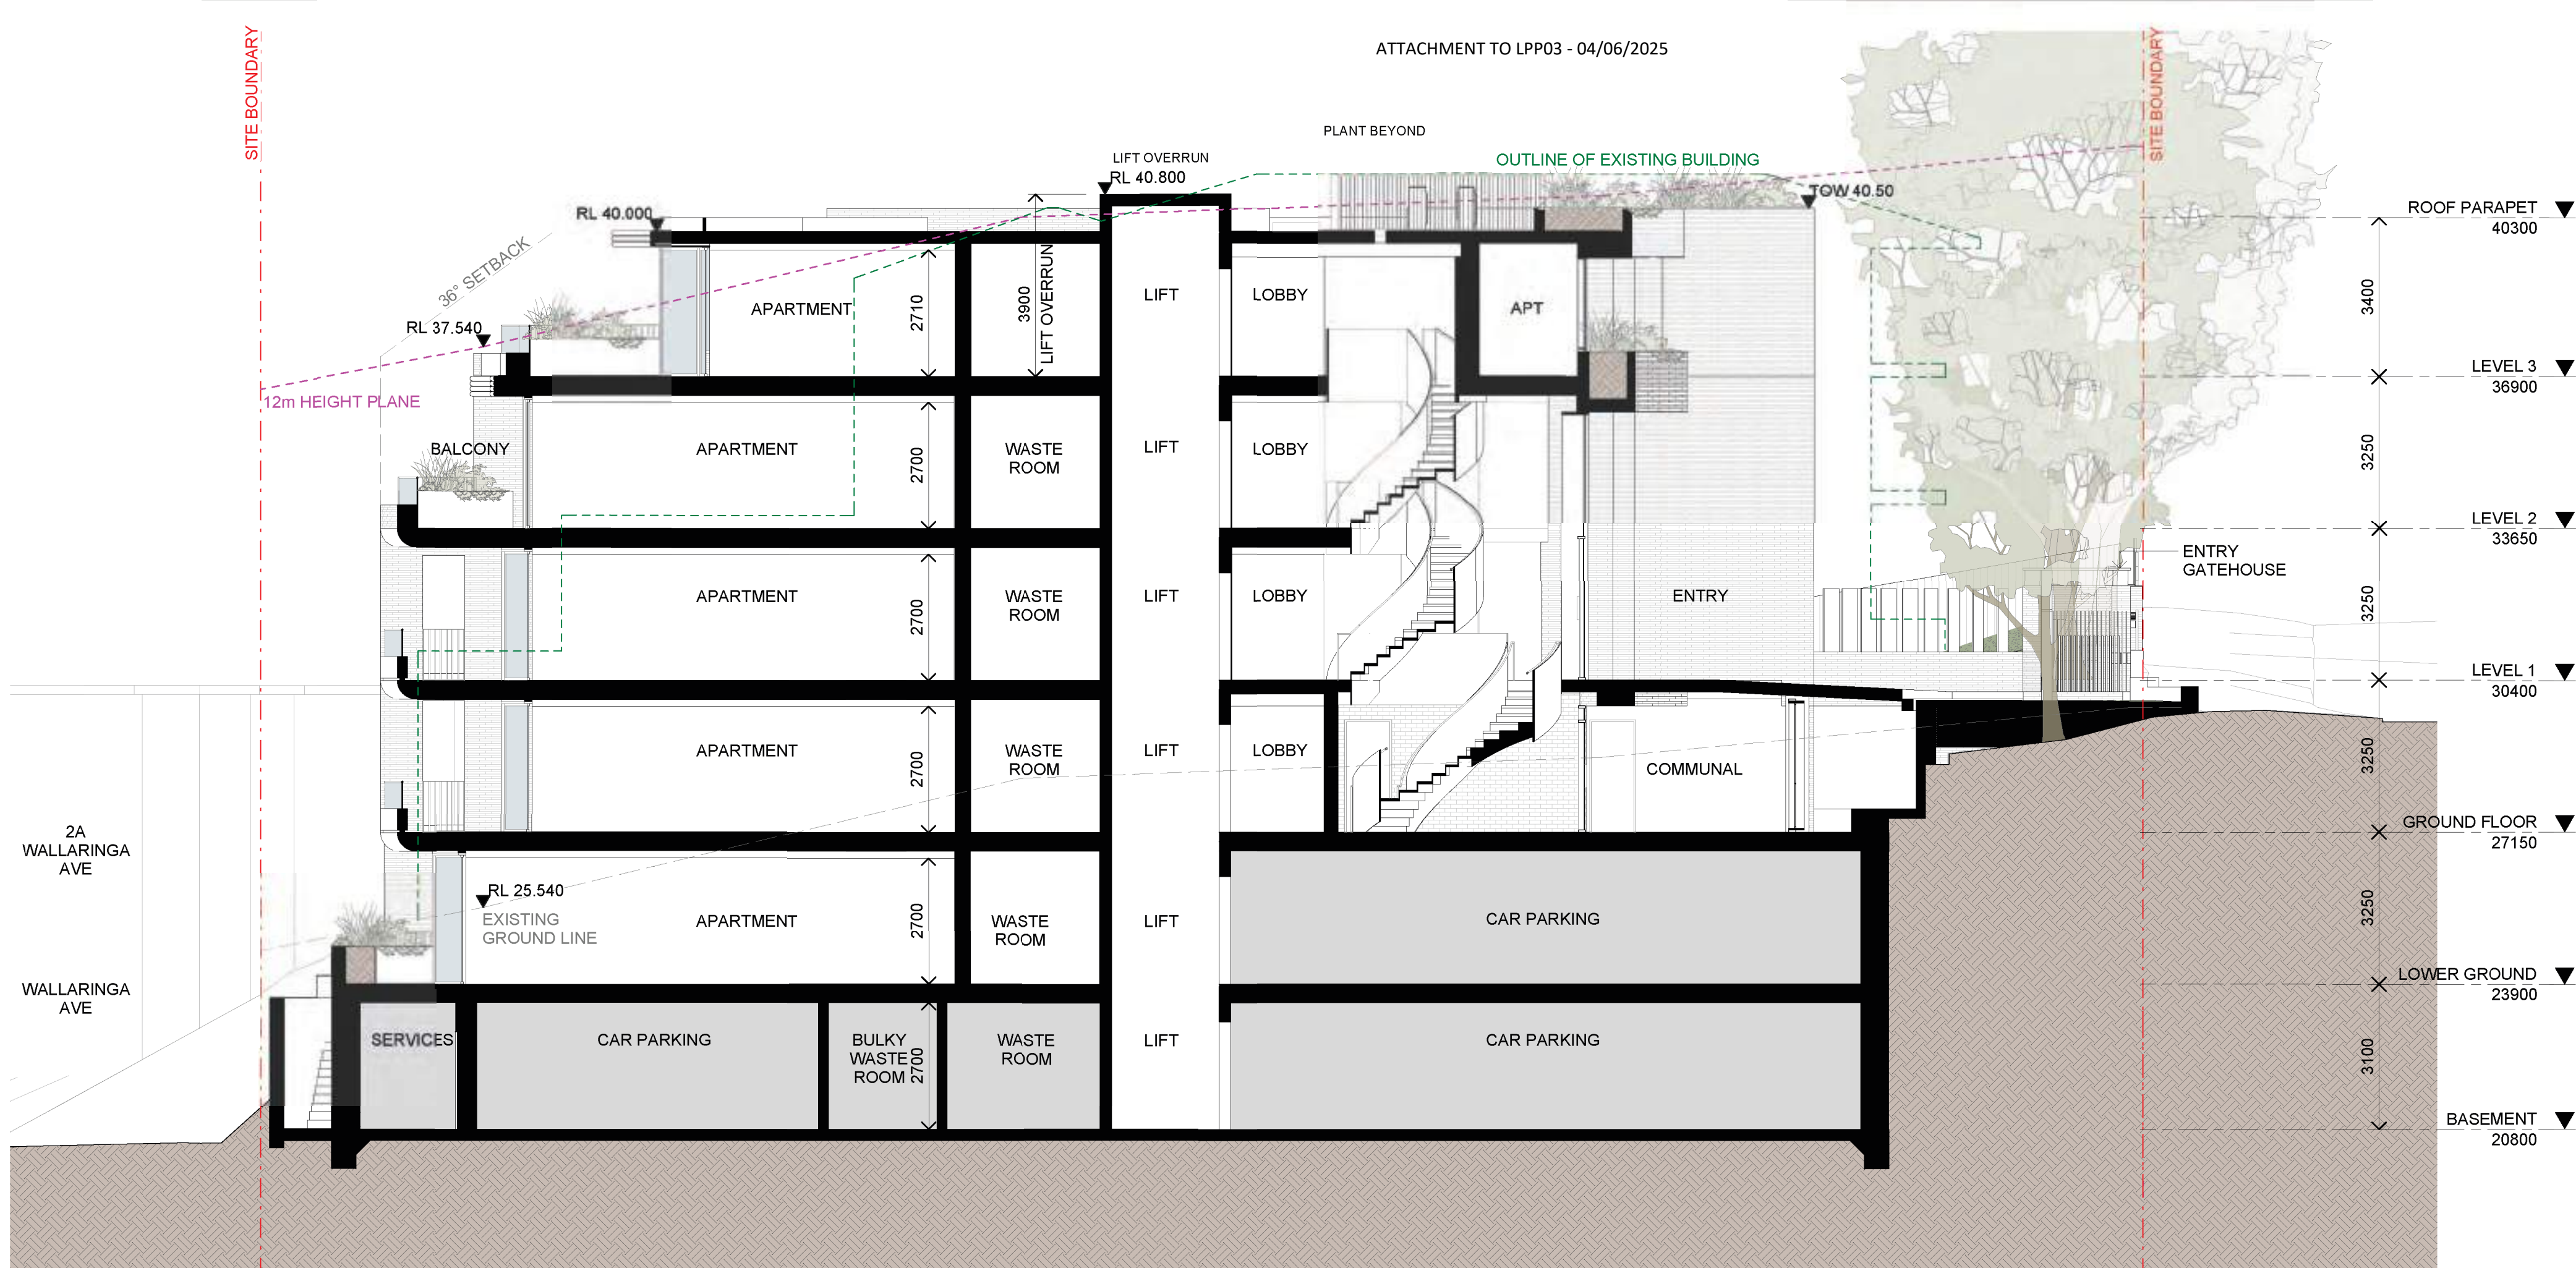 ATTACHMENT TO LPP03 - 04/06/2025
SITE BOUNDARY
SITE BOUNDARY
PLANT BEYOND
LIFT OVERRUN
RL 40.800
OUTLINE OF EXISTING BUILDING
TOW 40.50
RL 40.000
36° SETBACK
RL 37.540
12m HEIGHT PLANE
ROOF PARAPET
40300
3400
LEVEL 3
36900
3250
LEVEL 2
33650
3250
LEVEL 1
30400
3250
GROUND FLOOR
27150
3250
LOWER GROUND
23900
3100
BASEMENT
20800
ENTRY
GATEHOUSE
APARTMENT
2710
3900
LIFT OVERRUN
LIFT
LOBBY
APT
BALCONY
APARTMENT
2700
WASTE
ROOM
LIFT
LOBBY
APARTMENT
2700
WASTE
ROOM
LIFT
LOBBY
ENTRY
APARTMENT
2700
WASTE
ROOM
LIFT
LOBBY
COMMUNAL
2A
WALLARINGA
AVE
RL 25.540
EXISTING
GROUND LINE
APARTMENT
2700
WASTE
ROOM
LIFT
CAR PARKING
WALLARINGA
AVE
SERVICES
CAR PARKING
BULKY
WASTE
ROOM
2700
WASTE
ROOM
LIFT
CAR PARKING